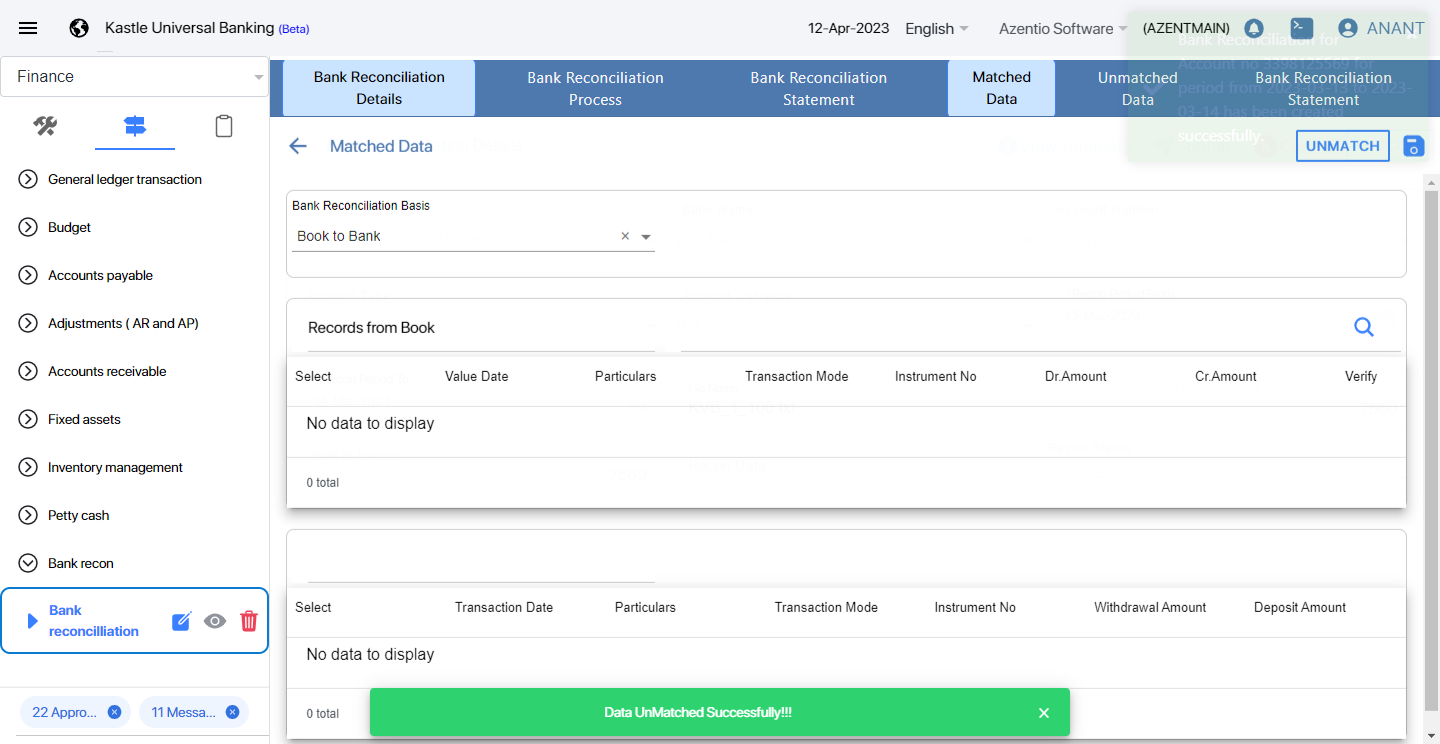 Kastle Universal Banking (Beta)
12-Apr-2023
English
Azentio Software
(AZENTMAIN)
ANANT
Bank Reconciliation for
Account no 3398125569 for
period from 2023-03-13 to 2023-
03-14 has been created
successfully.
Finance
Bank Reconciliation
Details
Bank Reconciliation
Process
Bank Reconciliation
Statement
Matched
Data
Unmatched
Data
Bank Reconciliation
Statement
Matched Data
UNMATCH
General ledger transaction
Budget
Accounts payable
Adjustments ( AR and AP)
Accounts receivable
Fixed assets
Inventory management
Petty cash
Bank recon
Bank
reconcilliation
22 Appro...
11 Messa...
Bank Reconciliation Basis
Book to Bank
Records from Book
Select Value Date Particulars Transaction Mode Instrument No Dr.Amount Cr.Amount Verify
No data to display
0 total
Select Transaction Date Particulars Transaction Mode Instrument No Withdrawal Amount Deposit Amount
No data to display
0 total
Data UnMatched Successfully!!!